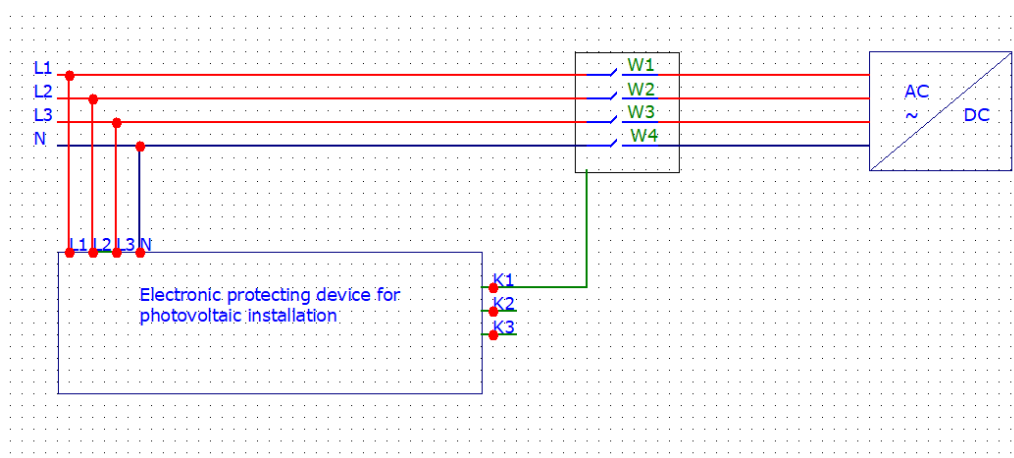 L1
W1
L2
W2
AC
L3
W3
~
DC
N
W4
L1 L2 L3 N
Electronic protecting device for
photovoltaic installation
K1
K2
K3